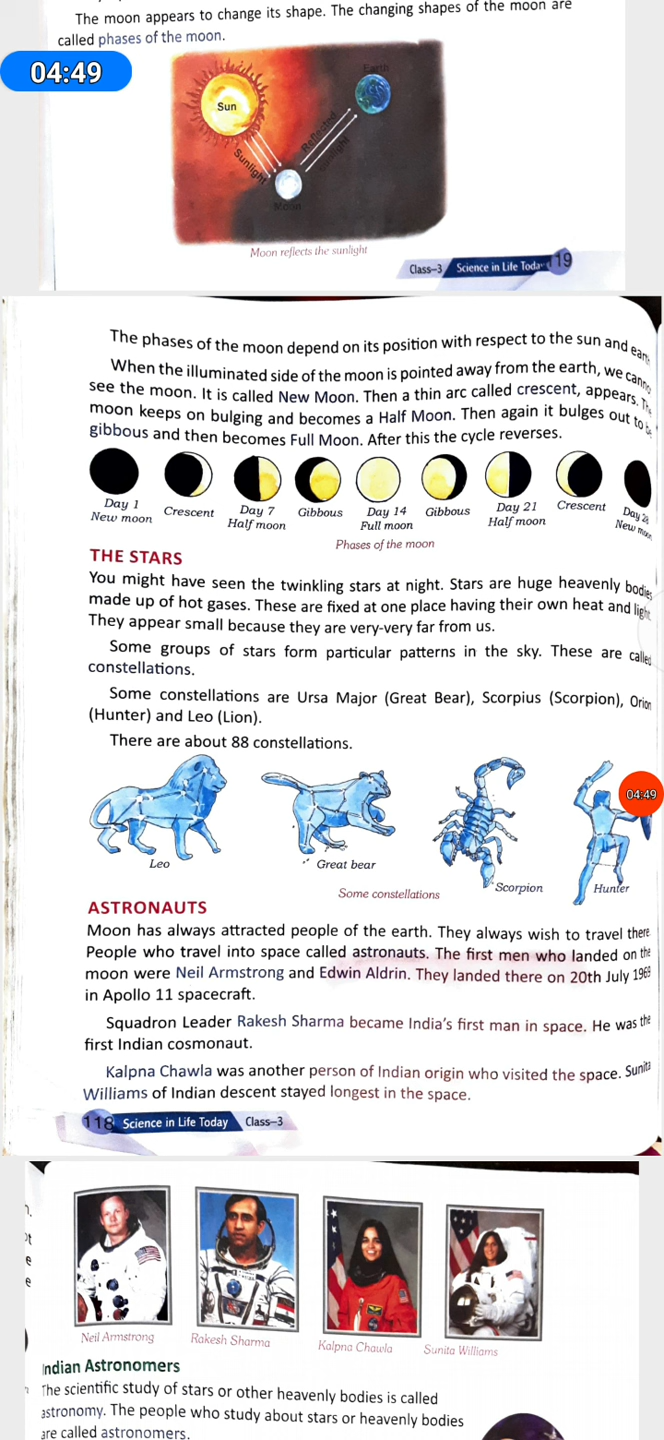 The moon appears to change its shape. The changing shapes of the moon are
called phases of the moon.
04:49
Sun
Earth
Sunlight
Reflected
sunlight
Moon
Moon reflects the sunlight
Class–3 Science in Life Today 19
The phases of the moon depend on its position with respect to the sun and
When the illuminated side of the moon is pointed away from the earth, we
see the moon. It is called New Moon. Then a thin arc called crescent, appears.
moon keeps on bulging and becomes a Half Moon. Then again it bulges out to
gibbous and then becomes Full Moon. After this the cycle reverses.
Day 1
New moon
Crescent
Day 7
Half moon
Gibbous
Day 14
Full moon
Gibbous
Day 21
Half moon
Crescent
Day 28
New moon
Phases of the moon
THE STARS
You might have seen the twinkling stars at night. Stars are huge heavenly bodies
made up of hot gases. These are fixed at one place having their own heat and light.
They appear small because they are very-very far from us.
Some groups of stars form particular patterns in the sky. These are called
constellations.
Some constellations are Ursa Major (Great Bear), Scorpius (Scorpion), Orion
(Hunter) and Leo (Lion).
There are about 88 constellations.
04:49
Leo
Great bear
Scorpion
Hunter
Some constellations
ASTRONAUTS
Moon has always attracted people of the earth. They always wish to travel there.
People who travel into space called astronauts. The first men who landed on the
moon were Neil Armstrong and Edwin Aldrin. They landed there on 20th July 1969
in Apollo 11 spacecraft.
Squadron Leader Rakesh Sharma became India's first man in space. He was the
first Indian cosmonaut.
Kalpna Chawla was another person of Indian origin who visited the space. Sunita
Williams of Indian descent stayed longest in the space.
118 Science in Life Today Class–3
Neil Armstrong
Rakesh Sharma
Kalpna Chawla
Sunita Williams
Indian Astronomers
The scientific study of stars or other heavenly bodies is called
astronomy. The people who study about stars or heavenly bodies
are called astronomers.